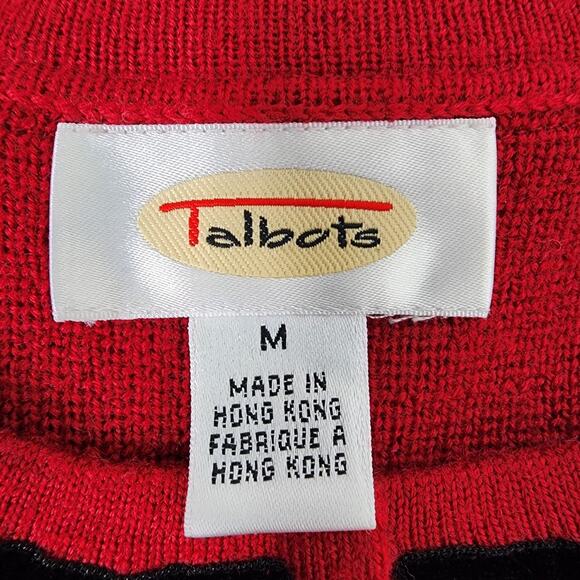 Talbots
M
MADE IN
HONG KONG
FABRIQUE A
HONG KONG